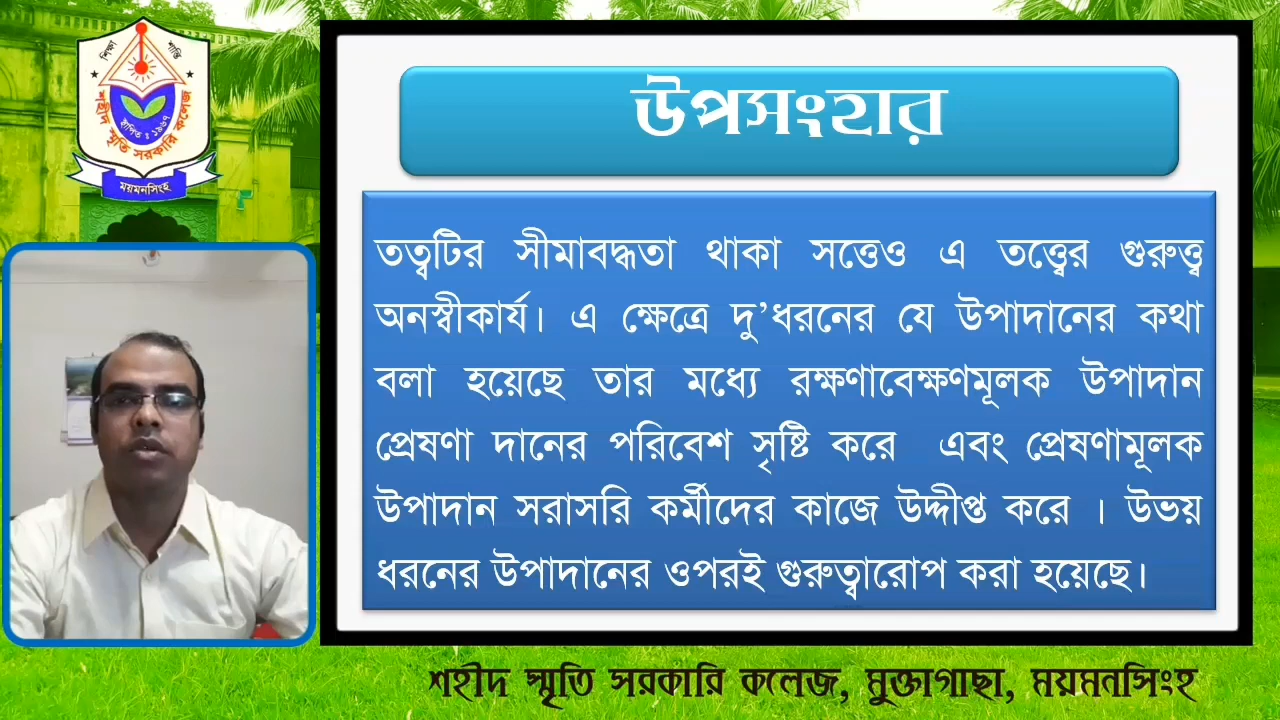 শিক্ষা
শান্তি
শহীদ স্মৃতি সরকারি কলেজ
স্থাপিত : ১৯৬৭
ময়মনসিংহ
উপসংহার
তত্বটির সীমাবদ্ধতা থাকা সত্তেও এ তত্ত্বের গুরুত্ত্ব
অনস্বীকার্য। এ ক্ষেত্রে দু’ধরনের যে উপাদানের কথা
বলা হয়েছে তার মধ্যে রক্ষণাবেক্ষণমূলক উপাদান
প্রেষণা দানের পরিবেশ সৃষ্টি করে এবং প্রেষণামূলক
উপাদান সরাসরি কর্মীদের কাজে উদ্দীপ্ত করে । উভয়
ধরনের উপাদানের ওপরই গুরুত্বারোপ করা হয়েছে।
শহীদ স্মৃতি সরকারি কলেজ, মুক্তাগাছা, ময়মনসিংহ